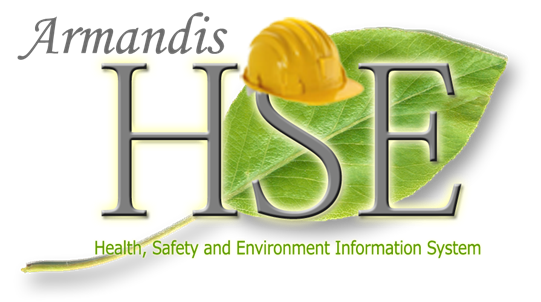 Armandis
HSE
Health, Safety and Environment Information System